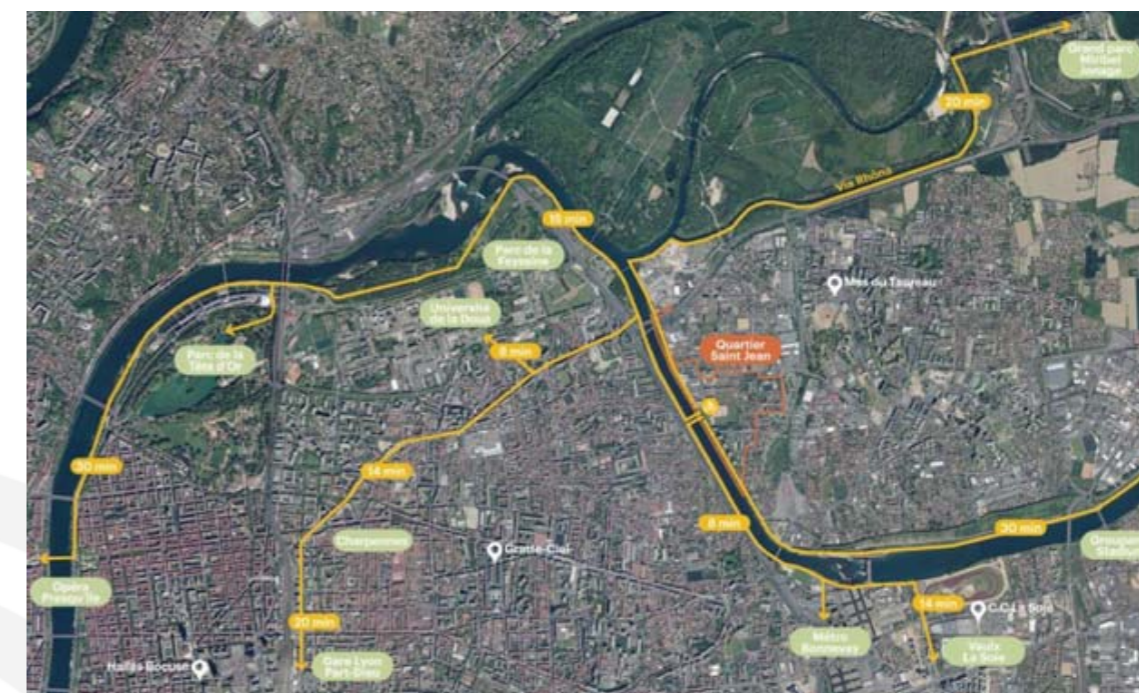 Grand parc
Miribel
Jonage
20 min
Via Rhôna
15 min
Parc de la
Feyssine
Mas du Taureau
Université
de la Doua
Quartier
Saint Jean
8 min
Parc de la
Tête d'Or
30 min
14 min
8 min
30 min
Charpennes
Gratte-Ciel
Groupama
Stadium
Opéra
Presqu'île
14 min
C.C La Soie
20 min
Métro
Bonnevay
Vaulx
La Soie
Hallés Bocuse
Gare Lyon
Part-Dieu